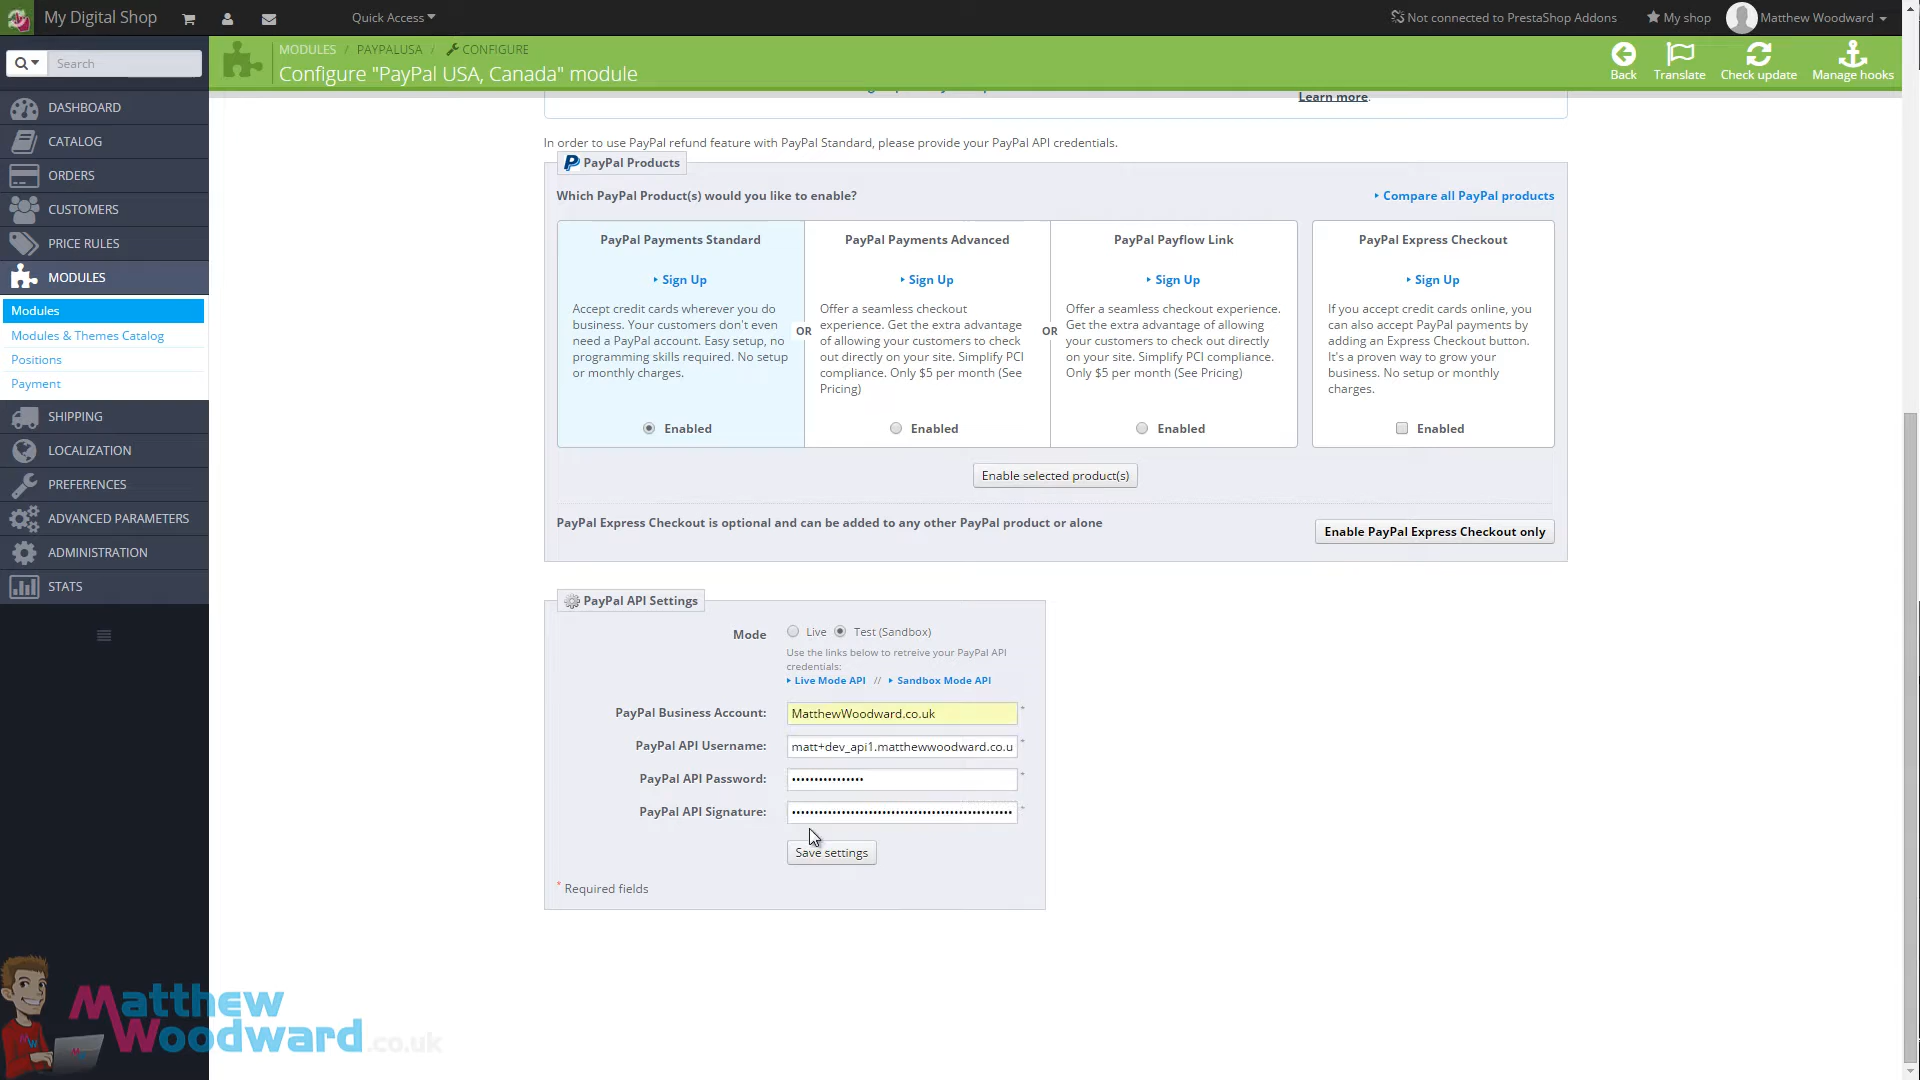 My Digital Shop
Quick Access
Not connected to PrestaShop Addons
My shop
Matthew Woodward
Search
MODULES / PAYPALUSA / CONFIGURE
Configure "PayPal USA, Canada" module
Back
Translate
Check update
Manage hooks
DASHBOARD
CATALOG
ORDERS
CUSTOMERS
PRICE RULES
MODULES
Modules
Modules & Themes Catalog
Positions
Payment
SHIPPING
LOCALIZATION
PREFERENCES
ADVANCED PARAMETERS
ADMINISTRATION
STATS
Learn more.
In order to use PayPal refund feature with PayPal Standard, please provide your PayPal API credentials.
PayPal Products
Which PayPal Product(s) would you like to enable?
Compare all PayPal products
PayPal Payments Standard
Sign Up
Accept credit cards wherever you do
business. Your customers don't even
need a PayPal account. Easy setup, no
programming skills required. No setup
or monthly charges.
Enabled
OR
PayPal Payments Advanced
Sign Up
Offer a seamless checkout
experience. Get the extra advantage
of allowing your customers to check
out directly on your site. Simplify PCI
compliance. Only $5 per month (See
Pricing)
Enabled
OR
PayPal Payflow Link
Sign Up
Offer a seamless checkout experience.
Get the extra advantage of allowing
your customers to check out directly
on your site. Simplify PCI compliance.
Only $5 per month (See Pricing)
Enabled
PayPal Express Checkout
Sign Up
If you accept credit cards online, you
can also accept PayPal payments by
adding an Express Checkout button.
It's a proven way to grow your
business. No setup or monthly
charges.
Enabled
Enable selected product(s)
PayPal Express Checkout is optional and can be added to any other PayPal product or alone
Enable PayPal Express Checkout only
PayPal API Settings
Mode
Live
Test (Sandbox)
Use the links below to retreive your PayPal API
credentials:
Live Mode API // Sandbox Mode API
PayPal Business Account:
MatthewWoodward.co.uk *
PayPal API Username:
matt+dev_api1.matthewwoodward.co.u *
PayPal API Password:
*
PayPal API Signature:
*
Save settings
* Required fields
Matthew
Woodward.co.uk